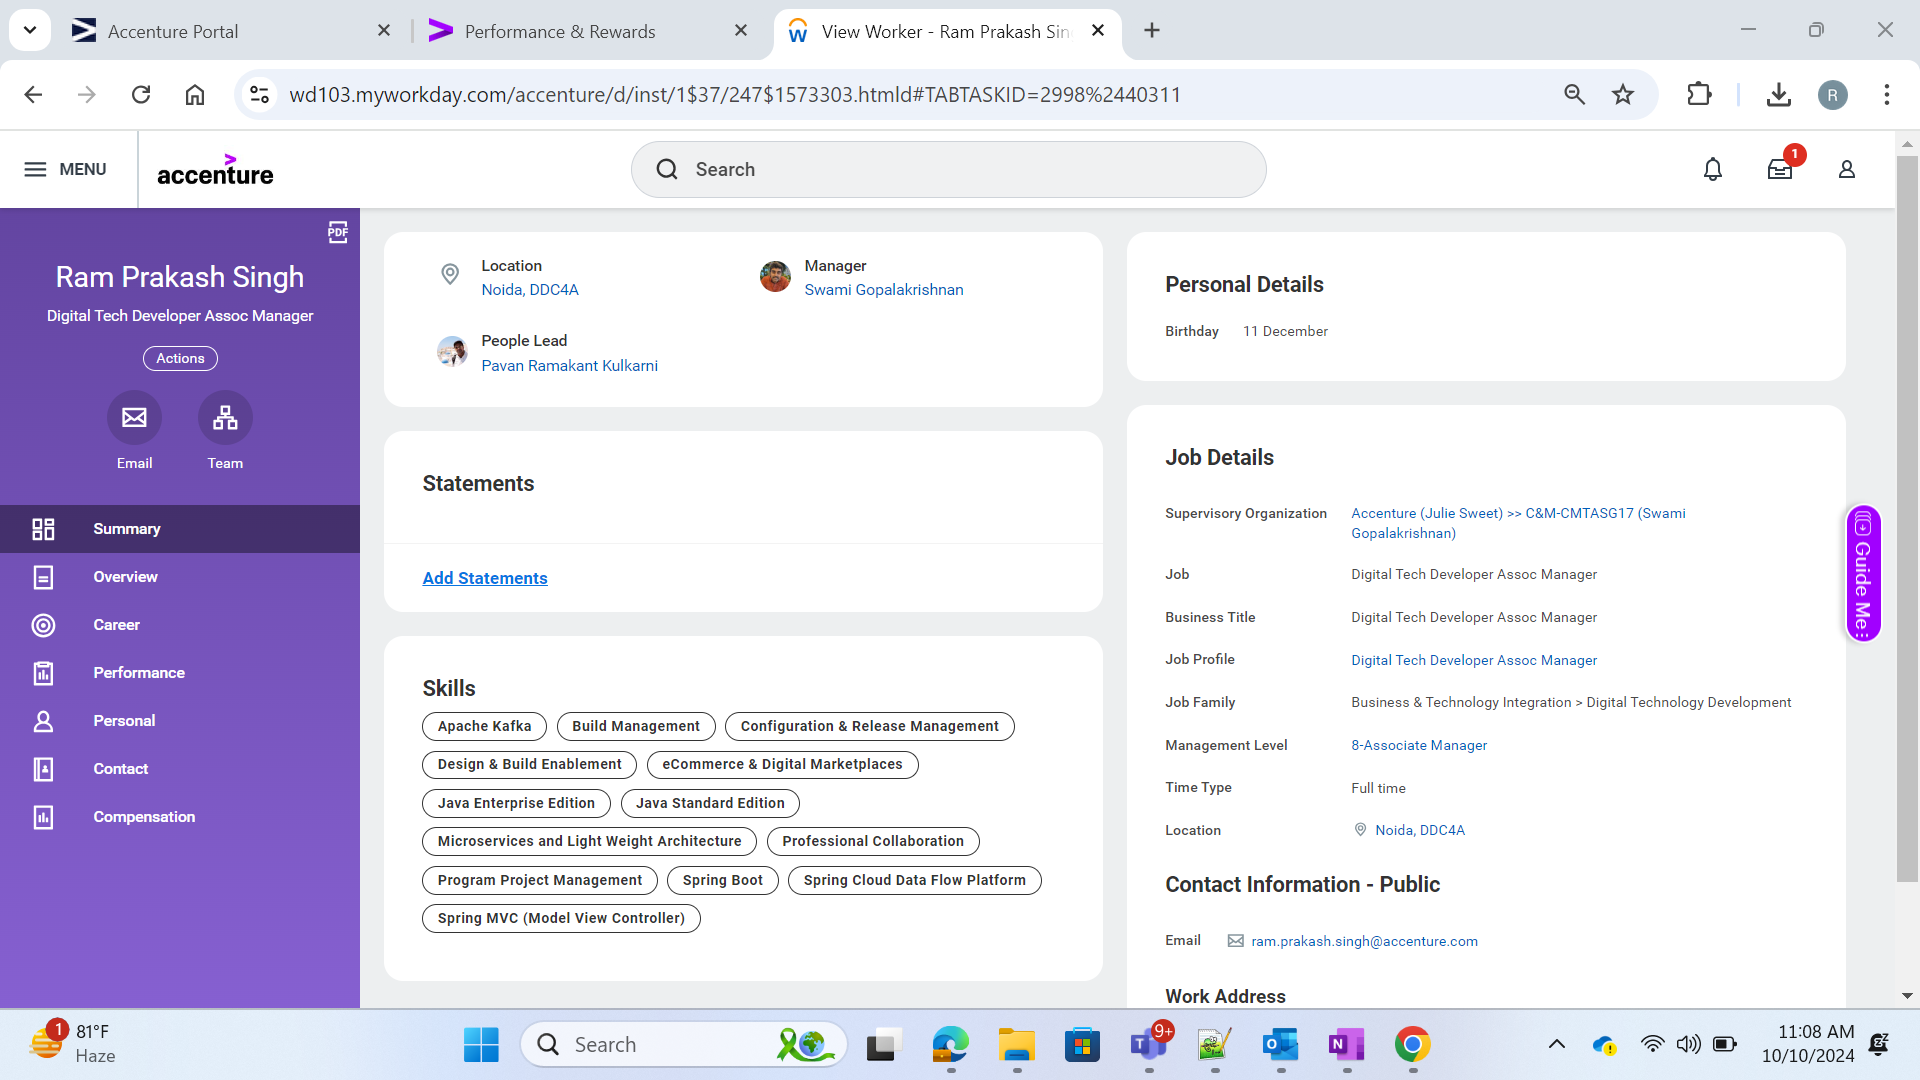 Accenture Portal
Performance & Rewards
View Worker - Ram Prakash Sin
wd103.myworkday.com/accenture/d/inst/1$37/247$1573303.htmld#TABTASKID=2998%2440311
R
MENU
accenture
Search
1
PDF
Ram Prakash Singh
Digital Tech Developer Assoc Manager
Actions
Email
Team
Summary
Overview
Career
Performance
Personal
Contact
Compensation
Location
Noida, DDC4A
Manager
Swami Gopalakrishnan
People Lead
Pavan Ramakant Kulkarni
Statements
Add Statements
Skills
Apache Kafka
Build Management
Configuration & Release Management
Design & Build Enablement
eCommerce & Digital Marketplaces
Java Enterprise Edition
Java Standard Edition
Microservices and Light Weight Architecture
Professional Collaboration
Program Project Management
Spring Boot
Spring Cloud Data Flow Platform
Spring MVC (Model View Controller)
Personal Details
Birthday 11 December
Job Details
Supervisory Organization Accenture (Julie Sweet) >> C&M-CMTASG17 (Swami
Gopalakrishnan)
Job Digital Tech Developer Assoc Manager
Business Title Digital Tech Developer Assoc Manager
Job Profile Digital Tech Developer Assoc Manager
Job Family Business & Technology Integration > Digital Technology Development
Management Level 8-Associate Manager
Time Type Full time
Location Noida, DDC4A
Contact Information - Public
Email ram.prakash.singh@accenture.com
Work Address
Guide Me
1
81°F
Haze
Search
9+
11:08 AM
10/10/2024